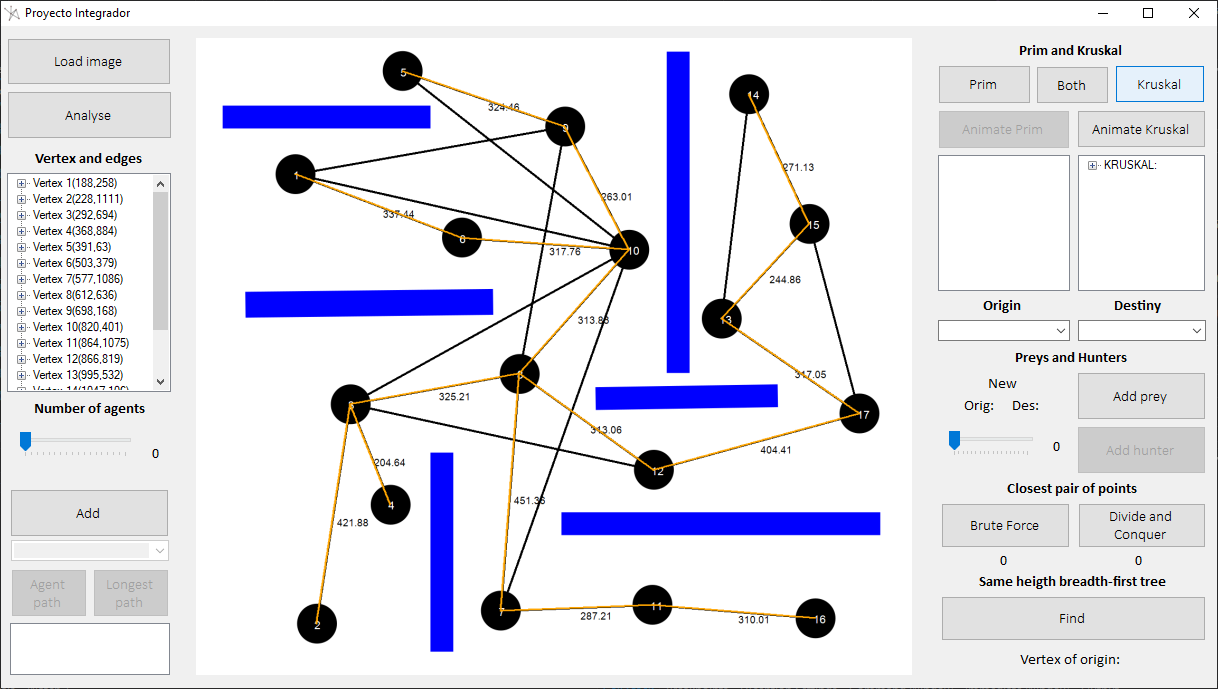 Proyecto Integrador
Load image
Analyse
Vertex and edges
Vertex 1(188,258)
Vertex 2(228,1111)
Vertex 3(292,694)
Vertex 4(368,884)
Vertex 5(391,63)
Vertex 6(503,379)
Vertex 7(577,1086)
Vertex 8(612,636)
Vertex 9(698,168)
Vertex 10(820,401)
Vertex 11(864,1075)
Vertex 12(866,819)
Vertex 13(995,532)
Number of agents
0
Add
Agent
path
Longest
path
5
324.46
9
14
1
271.13
263.01
337.44
15
6
317.76
10
244.86
313.83
13
317.05
325.21
3
17
313.06
404.41
12
204.64
4
451.36
421.88
7
287.21
11
310.01
16
2
Prim and Kruskal
Prim
Both
Kruskal
Animate Prim
Animate Kruskal
KRUSKAL:
Origin
Destiny
Preys and Hunters
New
Orig:
Des:
Add prey
0
Add hunter
Closest pair of points
Brute Force
Divide and
Conquer
0
0
Same heigth breadth-first tree
Find
Vertex of origin: